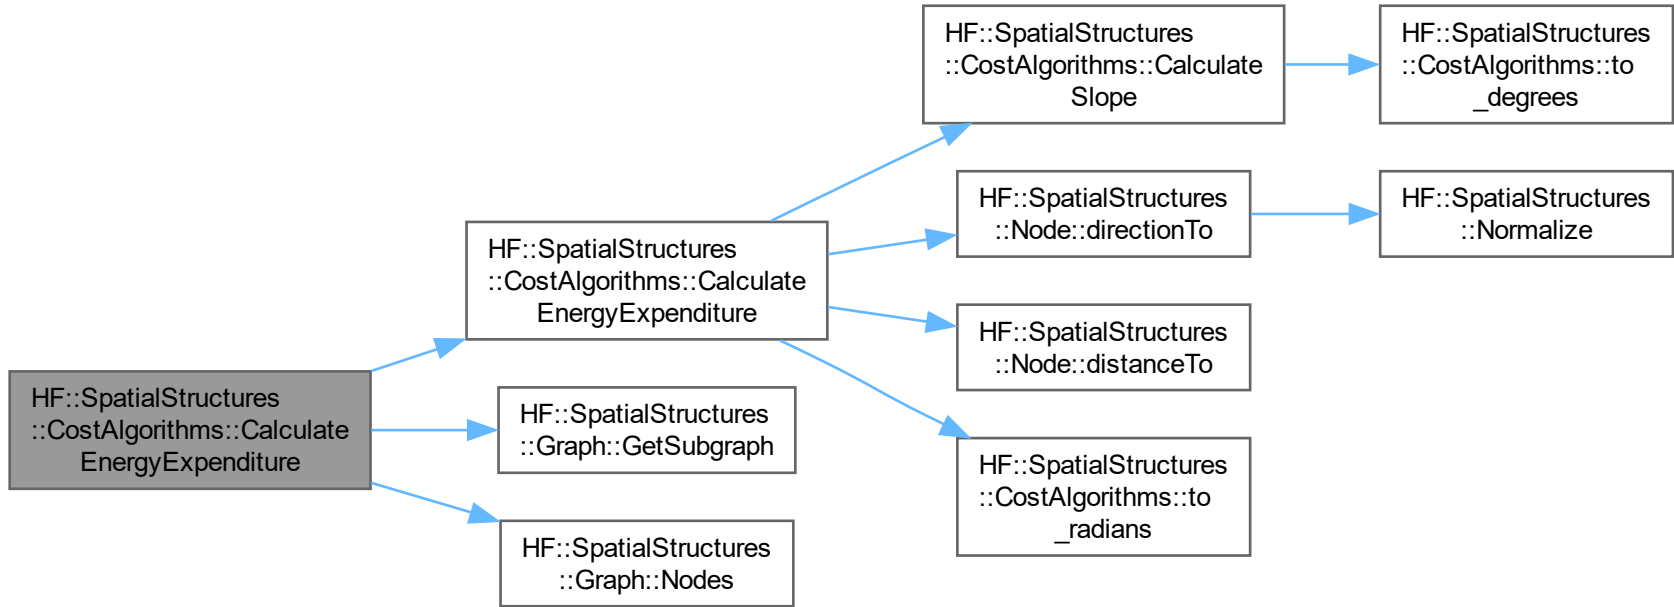 HF::SpatialStructures
::CostAlgorithms::Calculate
EnergyExpenditure
HF::SpatialStructures
::CostAlgorithms::Calculate
EnergyExpenditure
HF::SpatialStructures
::Graph::GetSubgraph
HF::SpatialStructures
::Graph::Nodes
HF::SpatialStructures
::CostAlgorithms::Calculate
Slope
HF::SpatialStructures
::Node::directionTo
HF::SpatialStructures
::Node::distanceTo
HF::SpatialStructures
::CostAlgorithms::to
_radians
HF::SpatialStructures
::CostAlgorithms::to
_degrees
HF::SpatialStructures
::Normalize